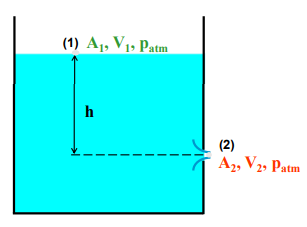 (1) A₁, V₁, Pₐₜₘ
h
(2)
A₂, V₂, Pₐₜₘ